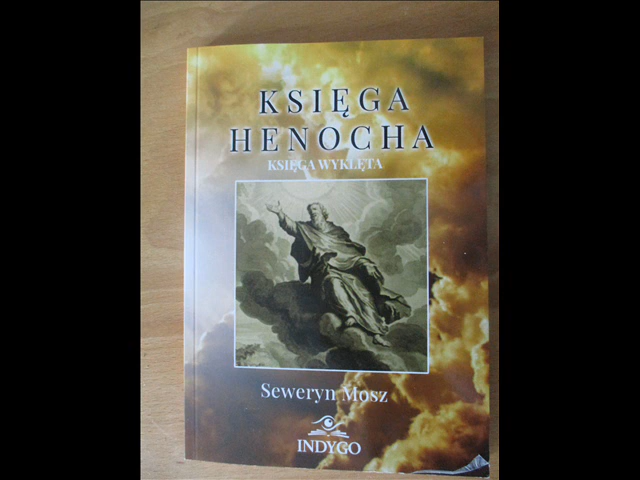 KSIĘGA
HENOCHA
KSIĘGA WYKLĘTA
Seweryn Mosz
INDYGO